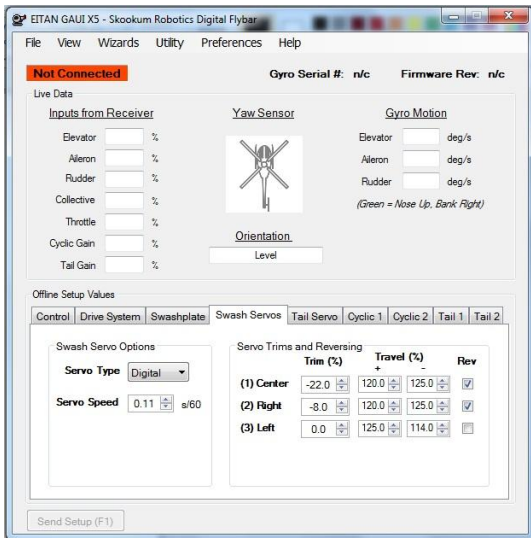 EITAN GAUI X5 - Skookum Robotics Digital Flybar
File View Wizards Utility Preferences Help
Not Connected Gyro Serial #: n/c Firmware Rev: n/c
Live Data
Inputs from Receiver Yaw Sensor Gyro Motion
Elevator % Elevator deg/s
Aileron % Aileron deg/s
Rudder % Rudder deg/s
Collective % (Green = Nose Up, Bank Right)
Throttle %
Cyclic Gain % Orientation
Tail Gain % Level
Offline Setup Values
Control Drive System Swashplate Swash Servos Tail Servo Cyclic 1 Cyclic 2 Tail 1 Tail 2
Swash Servo Options Servo Trims and Reversing
Trim (%) Travel (%) Rev
+ -
Servo Type Digital (1) Center -22.0 120.0 125.0
Servo Speed 0.11 s/60 (2) Right -8.0 120.0 125.0
(3) Left 0.0 125.0 114.0
Send Setup (F1)